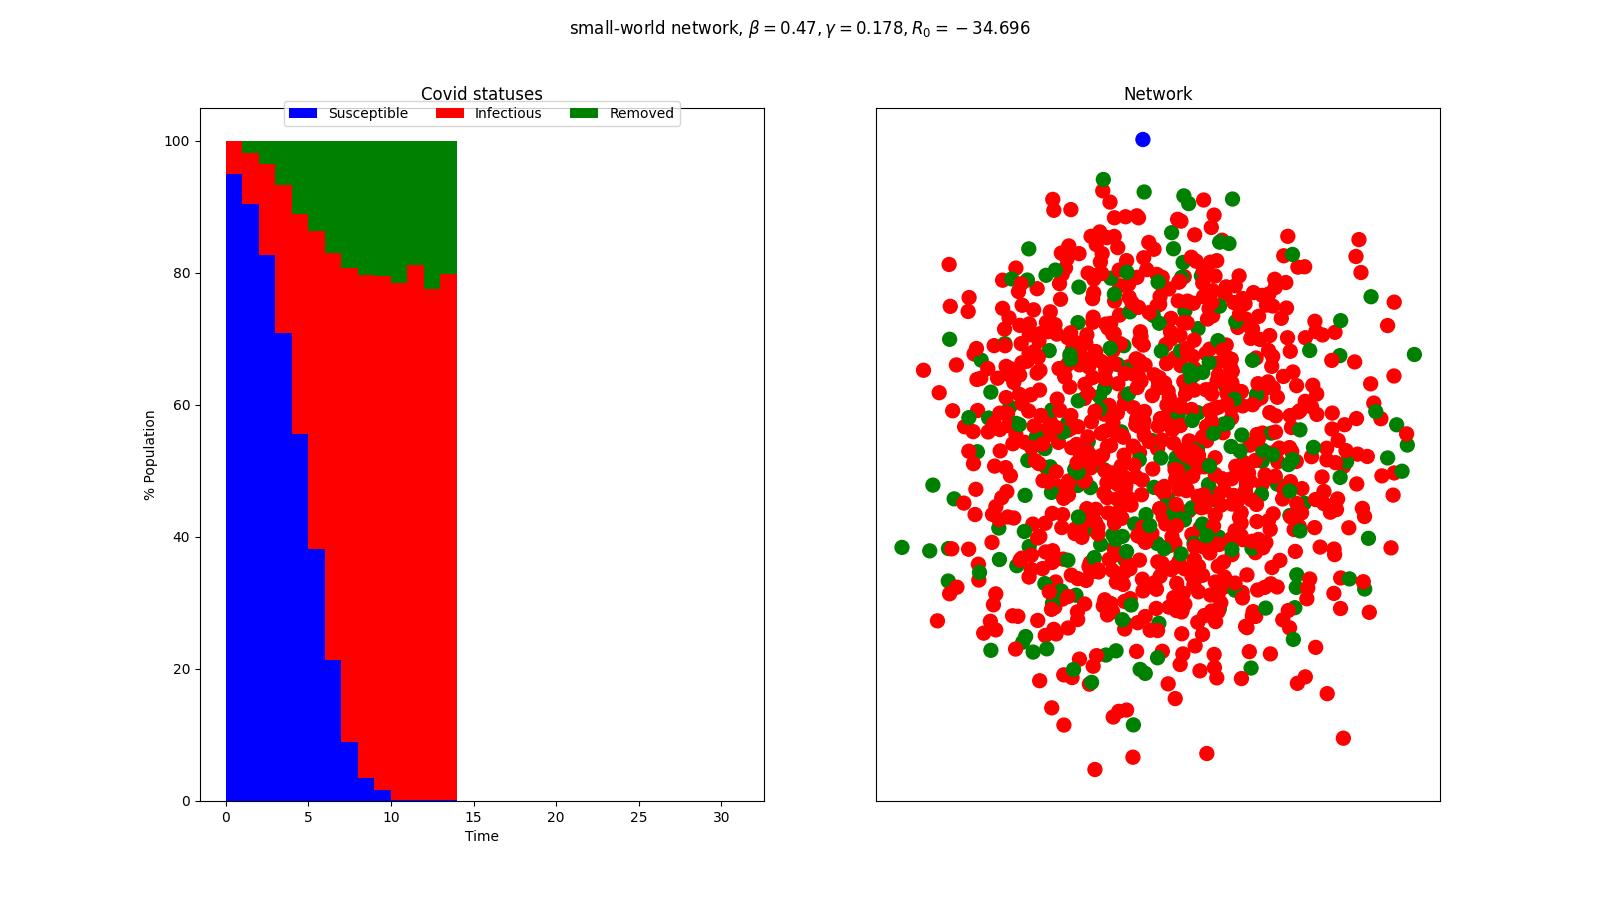 small-world network, β = 0.47, γ = 0.178, R₀ = − 34.696
Covid statuses
Susceptible Infectious Removed
100
80
60
40
20
0
% Population
0 5 10 15 20 25 30
Time
Network